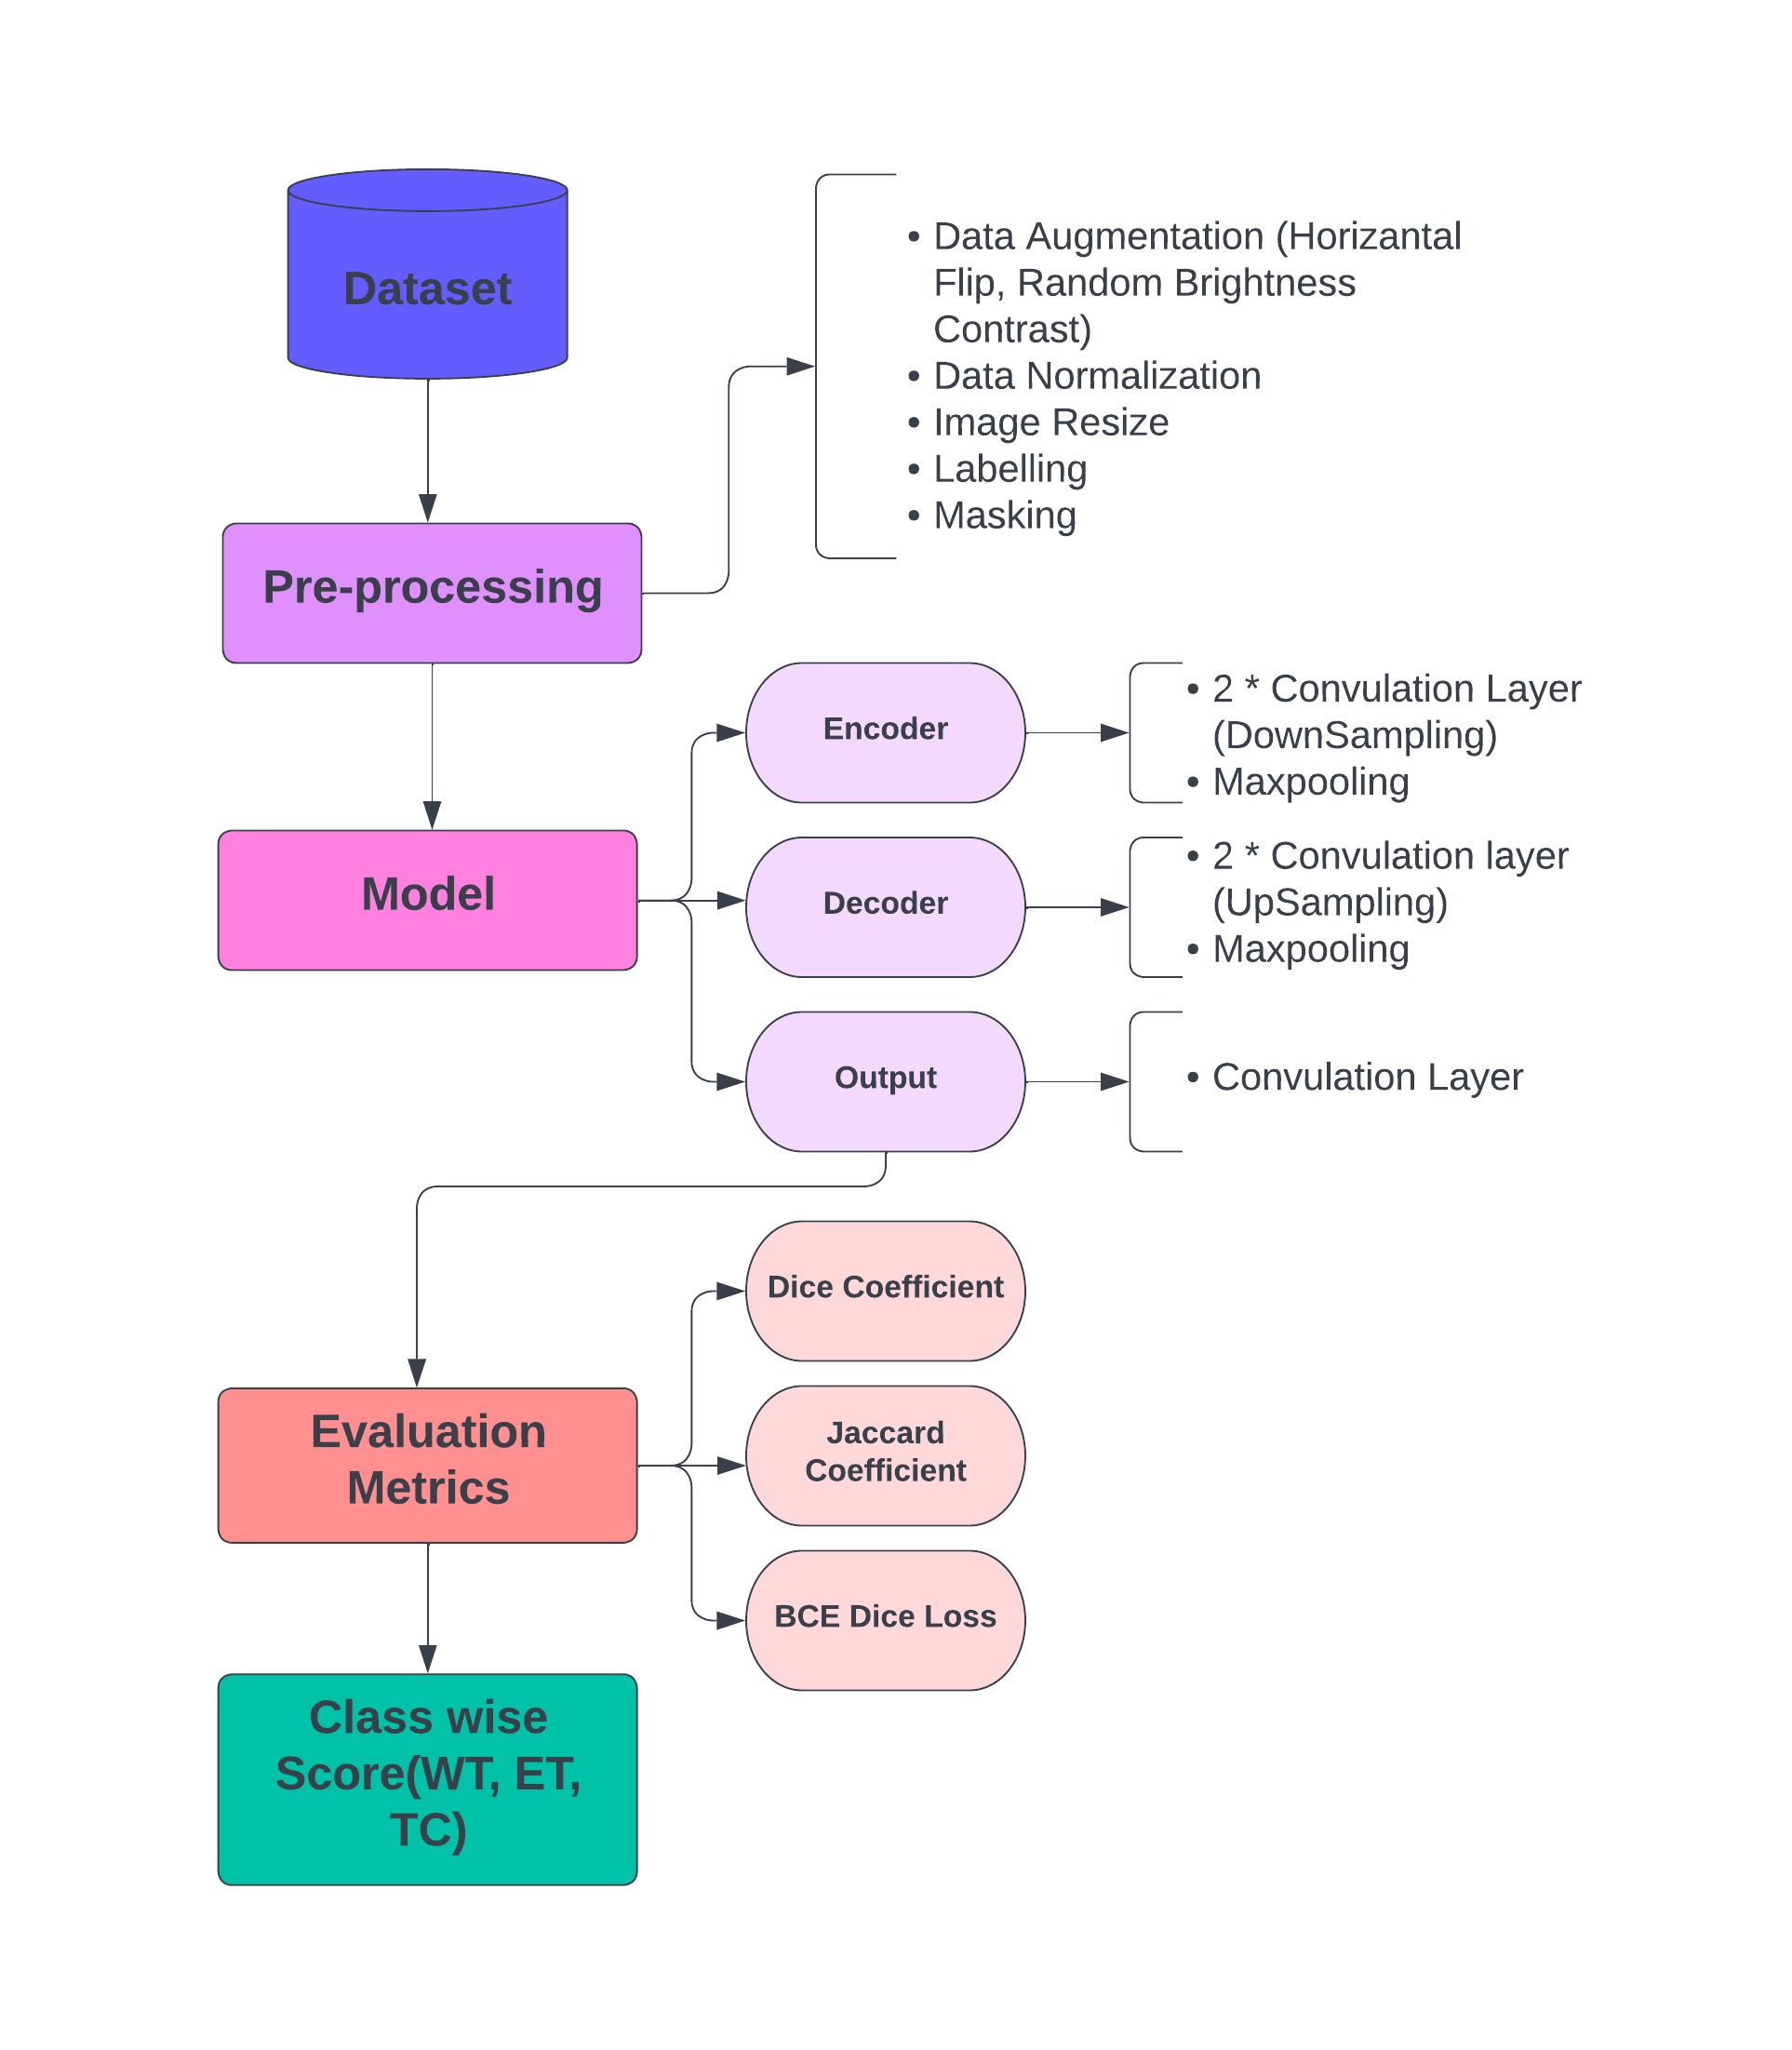 Dataset
• Data Augmentation (Horizantal
Flip, Random Brightness
Contrast)
• Data Normalization
• Image Resize
• Labelling
• Masking
Pre-processing
Encoder
• 2 * Convulation Layer
(DownSampling)
• Maxpooling
Model
Decoder
• 2 * Convulation layer
(UpSampling)
• Maxpooling
Output
• Convulation Layer
Dice Coefficient
Evaluation
Metrics
Jaccard
Coefficient
BCE Dice Loss
Class wise
Score(WT, ET,
TC)